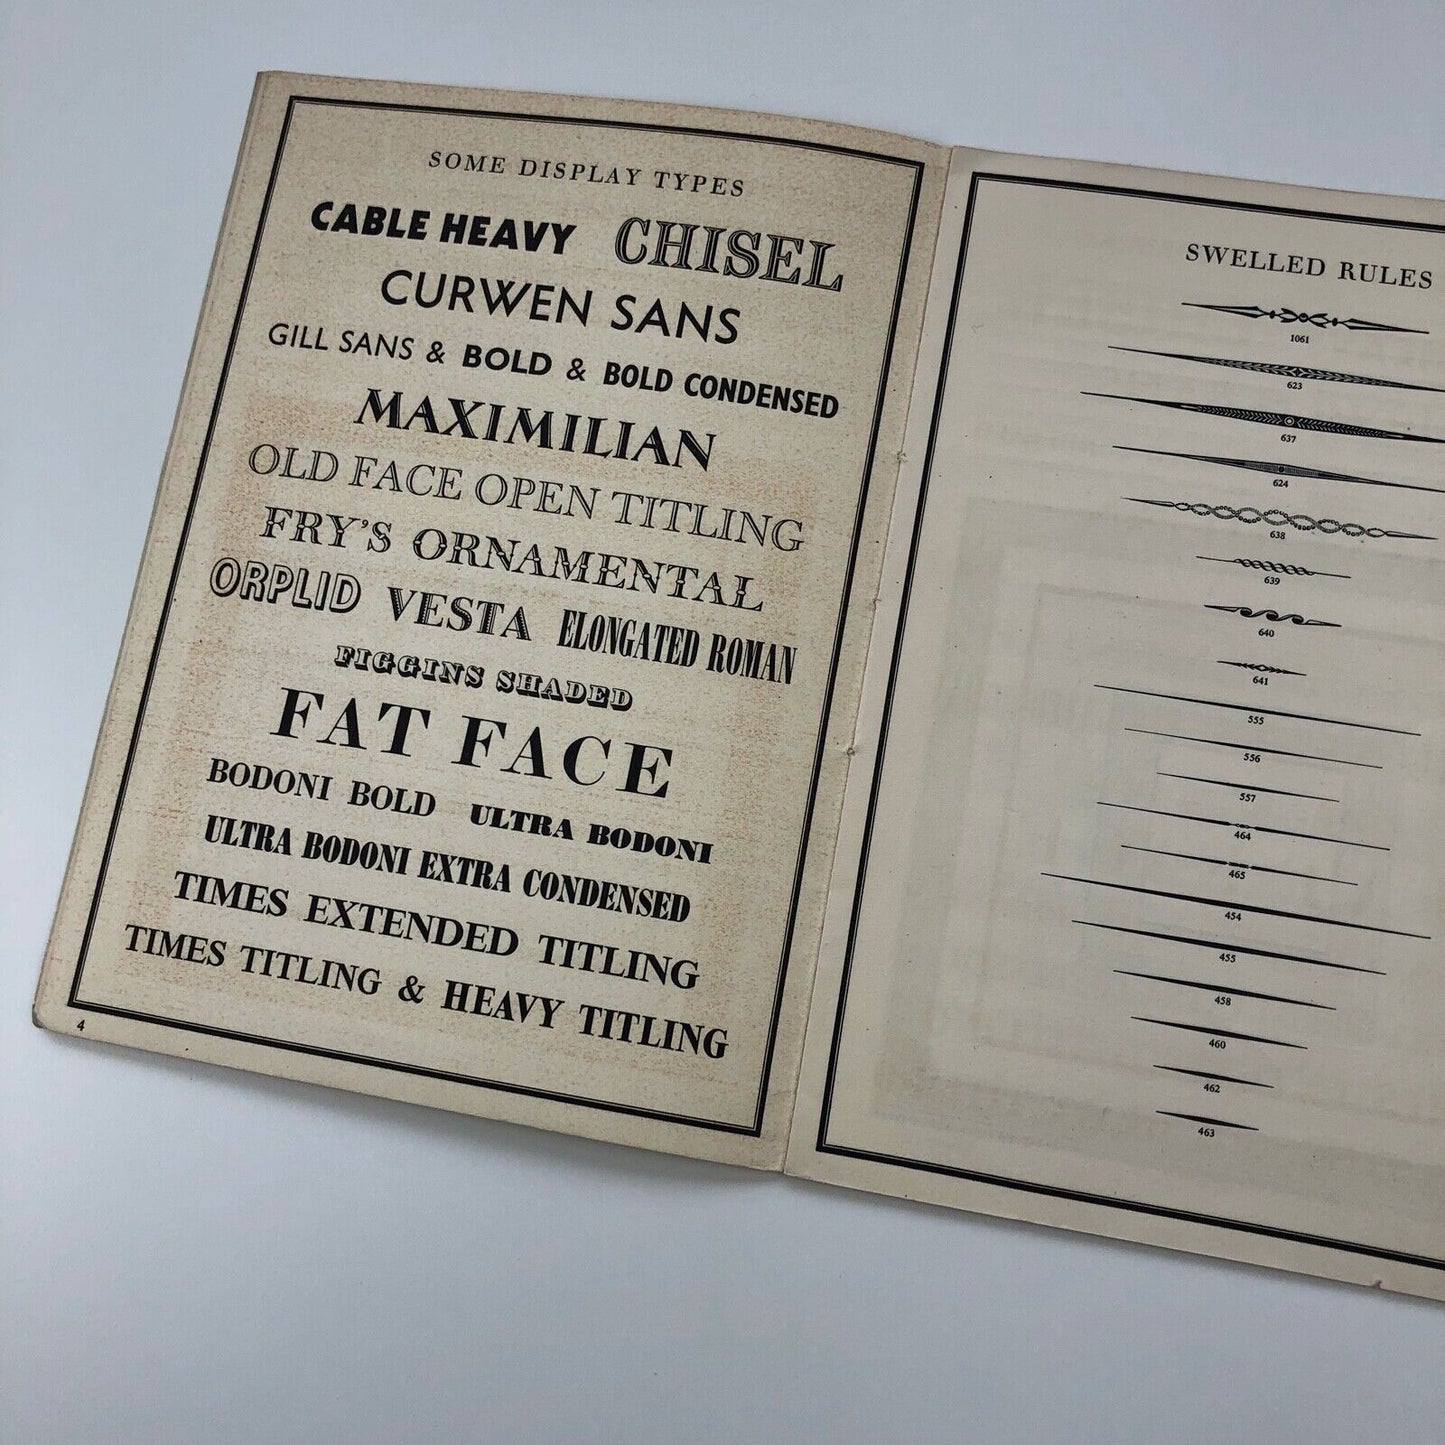 SOME DISPLAY TYPES
CABLE HEAVY CHISEL
CURWEN SANS
GILL SANS & BOLD & BOLD CONDENSED
MAXIMILIAN
OLD FACE OPEN TITLING
FRY'S ORNAMENTAL
ORPLID VESTA ELONGATED ROMAN
FIGGINS SHADED
FAT FACE
BODONI BOLD ULTRA BODONI
ULTRA BODONI EXTRA CONDENSED
TIMES EXTENDED TITLING
TIMES TITLING & HEAVY TITLING
4
SWELLED RULES
1061
623
637
624
638
639
640
641
555
556
557
464
465
454
455
458
460
462
463